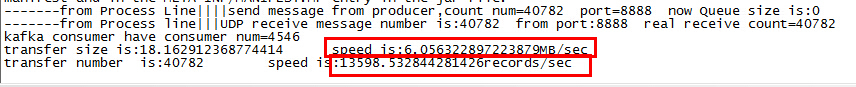 -------from Process Line||||send message from producer,count num=40782  port=8888  now Queue size is:0
-------from Process line|||UDP receive message number is:40782  from port:8888  real receive count=40782
kafka consumer have consumer num=4546
transfer size is:18.162912368774414      speed is:6.056322897223879MB/sec
transfer number  is:40782        speed is:13598.532844281426records/sec